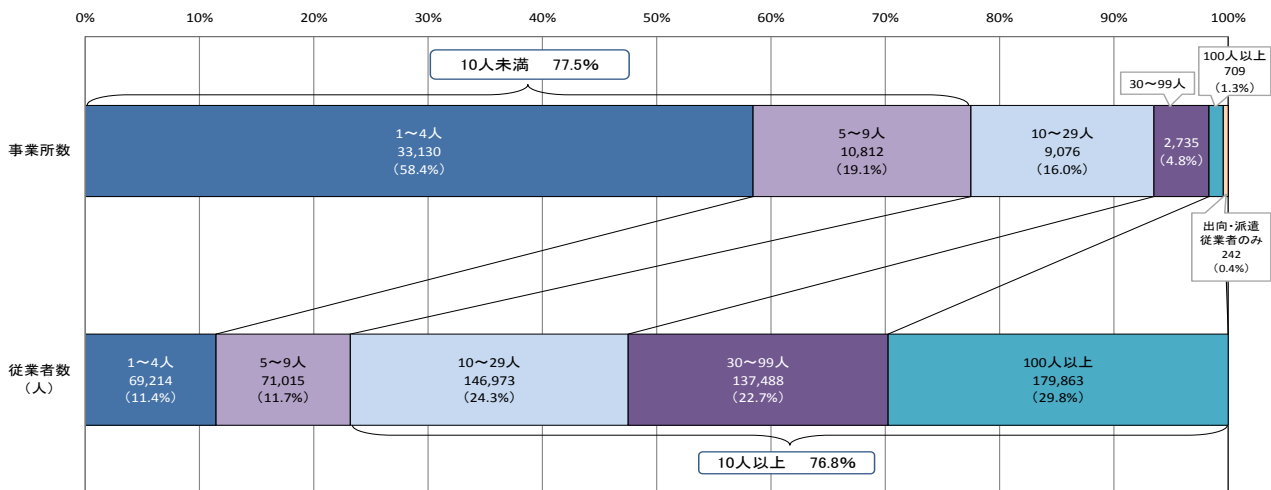 0% 10% 20% 30% 40% 50% 60% 70% 80% 90% 100%
10人未満 77.5%
30～99人
100人以上
709
(1.3%)
事業所数
1～4人
33,130
(58.4%)
5～9人
10,812
(19.1%)
10～29人
9,076
(16.0%)
2,735
(4.8%)
出向・派遣
従業者のみ
242
(0.4%)
従業者数
（人）
1～4人
69,214
(11.4%)
5～9人
71,015
(11.7%)
10～29人
146,973
(24.3%)
30～99人
137,488
(22.7%)
100人以上
179,863
(29.8%)
10人以上 76.8%